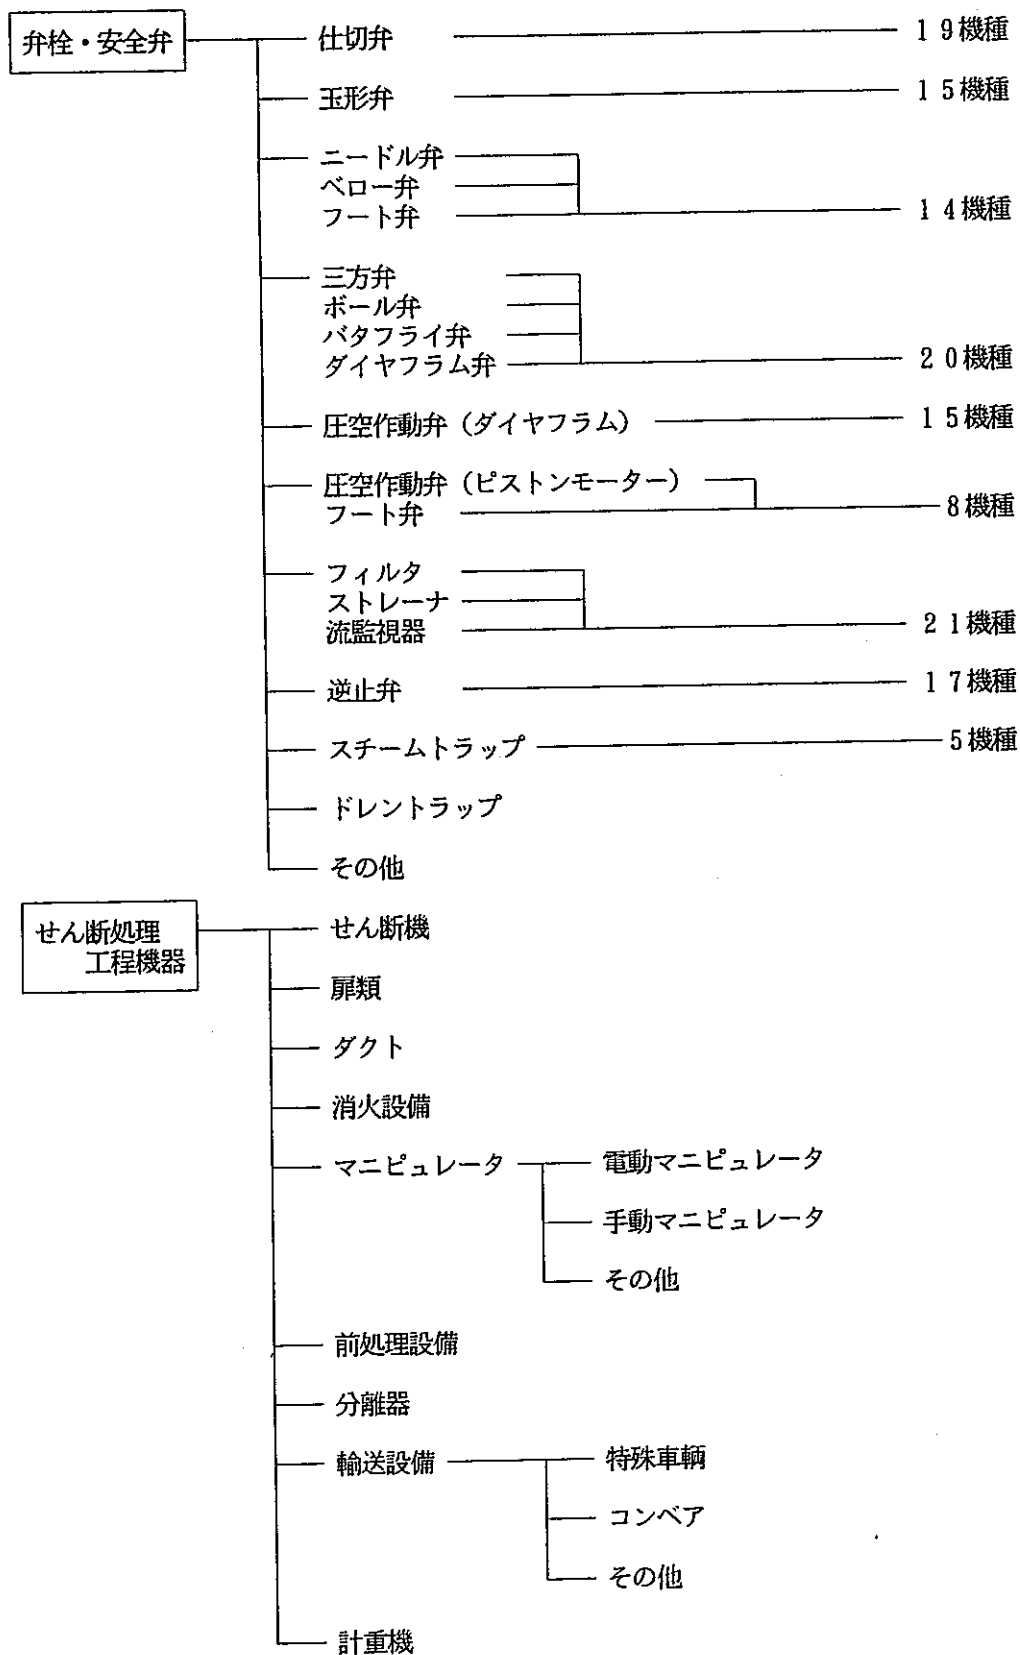 弁栓・安全弁
仕切弁 19機種
玉形弁 15機種
ニードル弁
ベロー弁
フート弁 14機種
三方弁
ボール弁
バタフライ弁
ダイヤフラム弁 20機種
圧空作動弁（ダイヤフラム） 15機種
圧空作動弁（ピストンモーター）
フート弁 8機種
フィルタ
ストレーナ
流監視器 21機種
逆止弁 17機種
スチームトラップ 5機種
ドレントラップ
その他
せん断処理
工程機器
せん断機
扉類
ダクト
消火設備
マニピュレータ 電動マニピュレータ
手動マニピュレータ
その他
前処理設備
分離器
輸送設備 特殊車輌
コンベア
その他
計重機